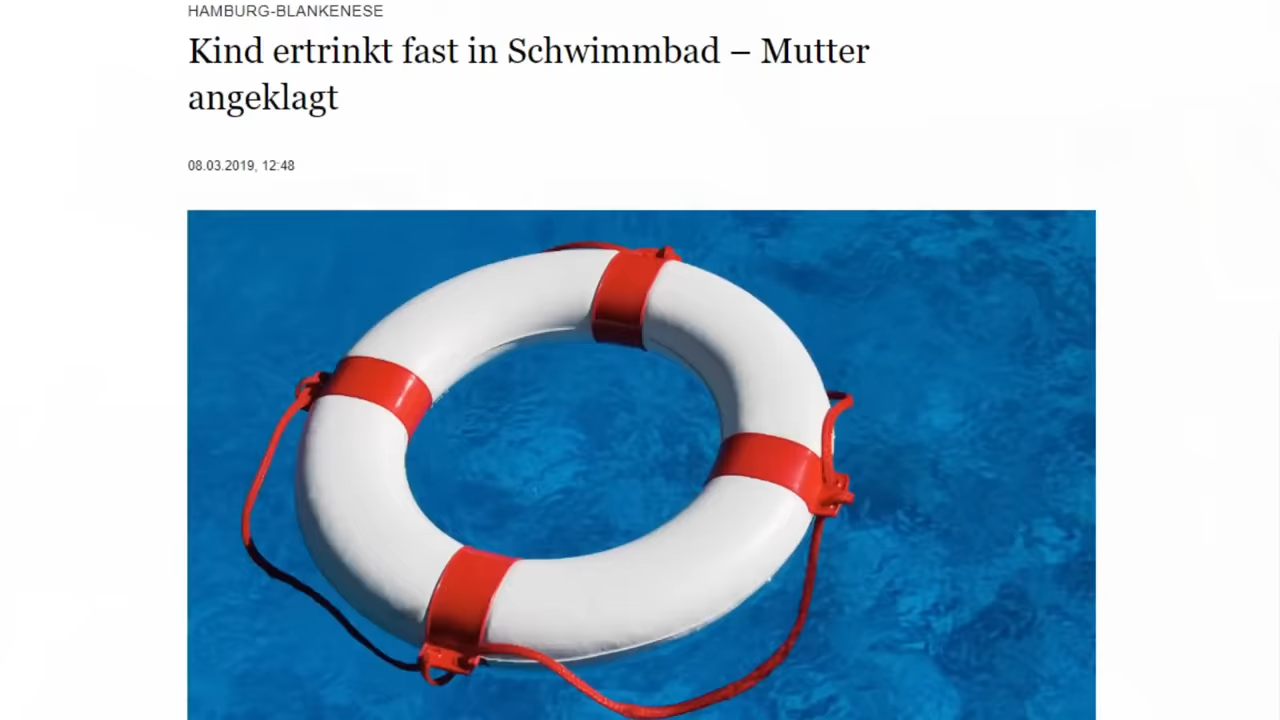 HAMBURG-BLANKENESE
Kind ertrinkt fast in Schwimmbad – Mutter
angeklagt
08.03.2019, 12:48